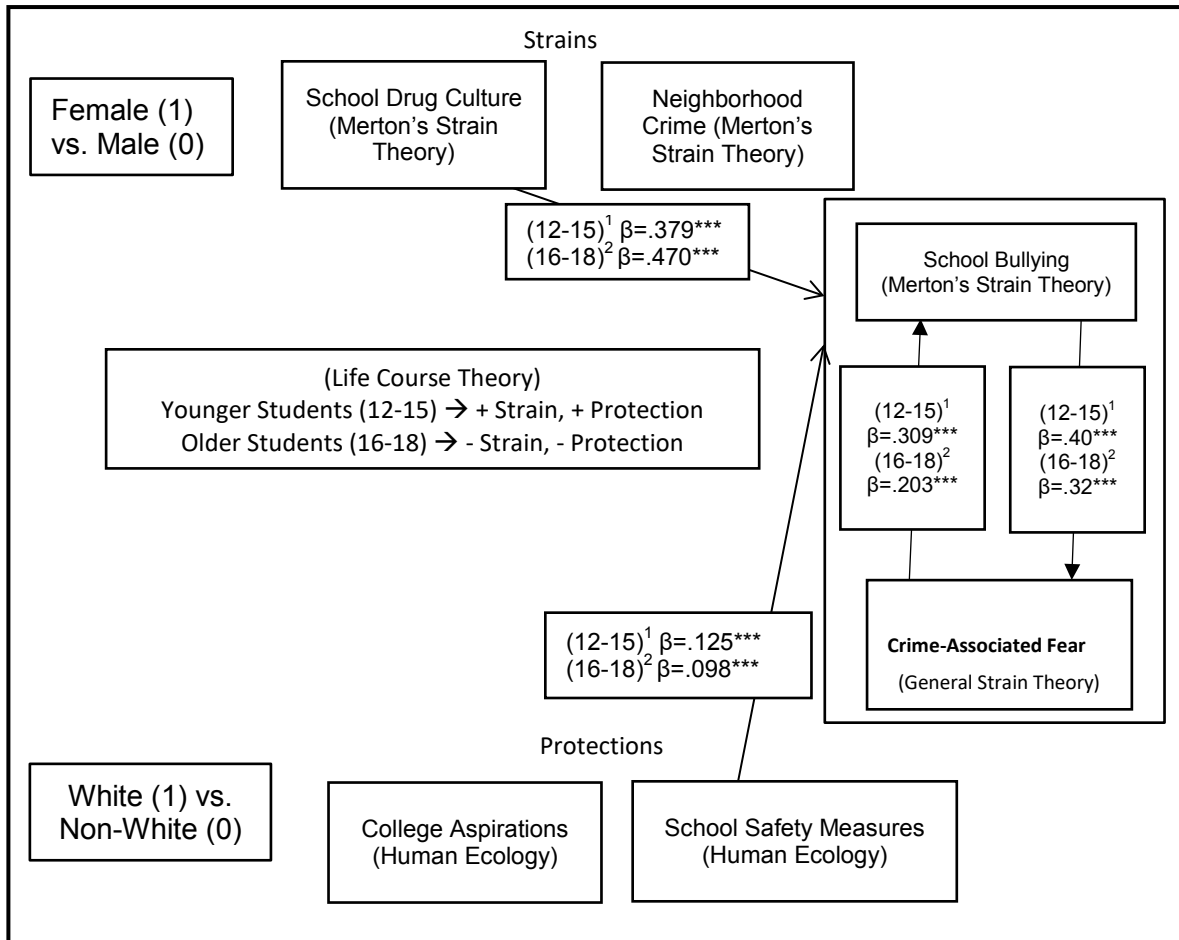 Strains
Female (1)
vs. Male (0)
School Drug Culture
(Merton’s Strain
Theory)
Neighborhood
Crime (Merton’s
Strain Theory)
(12-15)¹ β=.379***
(16-18)² β=.470***
School Bullying
(Merton’s Strain Theory)
(Life Course Theory)
Younger Students (12-15) → + Strain, + Protection
Older Students (16-18) → - Strain, - Protection
(12-15)¹
β=.309***
(16-18)²
β=.203***
(12-15)¹
β=.40***
(16-18)²
β=.32***
(12-15)¹ β=.125***
(16-18)² β=.098***
Crime-Associated Fear
(General Strain Theory)
Protections
White (1) vs.
Non-White (0)
College Aspirations
(Human Ecology)
School Safety Measures
(Human Ecology)